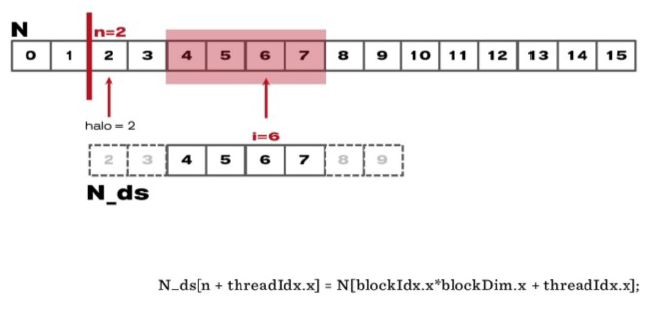 N
n=2
0 1 2 3 4 5 6 7 8 9 10 11 12 13 14 15
halo = 2
i=6
2 3 4 5 6 7 8 9
N_ds
N_ds[n + threadIdx.x] = N[blockIdx.x*blockDim.x + threadIdx.x];